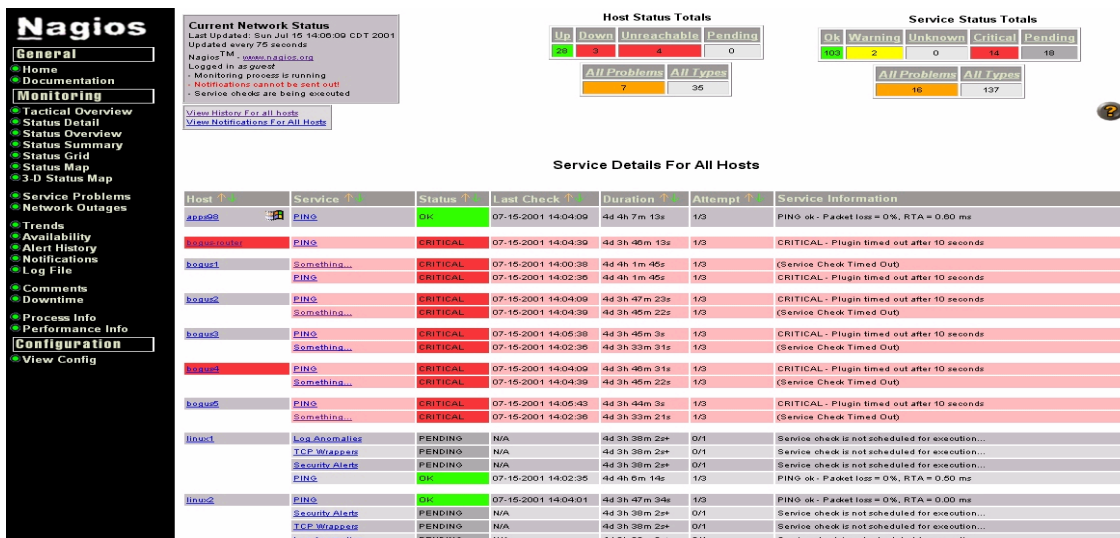 Nagios
General
Home
Documentation
Monitoring
Tactical Overview
Status Detail
Status Overview
Status Summary
Status Grid
Status Map
3-D Status Map
Service Problems
Network Outages
Trends
Availability
Alert History
Notifications
Log File
Comments
Downtime
Process Info
Performance Info
Configuration
View Config
Current Network Status
Last Updated: Sun Jul 15 14:06:09 CDT 2001
Updated every 75 seconds
Nagios™ - www.nagios.org
Logged in as guest
- Monitoring process is running
- Notifications cannot be sent out!
- Service checks are being executed
View History For all hosts
View Notifications For All Hosts
Host Status Totals
Up Down Unreachable Pending
28 3 4 0
All Problems All Types
7 35
Service Status Totals
Ok Warning Unknown Critical Pending
103 2 0 14 18
All Problems All Types
16 137
?
Service Details For All Hosts
Host Service Status Last Check Duration Attempt Service Information
apps98 PING OK 07-15-2001 14:04:09 4d 4h 7m 13s 1/3 PING ok - Packet loss = 0%, RTA = 0.60 ms
bogus-router PING CRITICAL 07-15-2001 14:04:39 4d 3h 46m 13s 1/3 CRITICAL - Plugin timed out after 10 seconds
bogus1 Something... CRITICAL 07-15-2001 14:00:38 4d 4h 1m 46s 1/3 (Service Check Timed Out)
PING CRITICAL 07-15-2001 14:02:36 4d 4h 1m 46s 1/3 CRITICAL - Plugin timed out after 10 seconds
bogus2 PING CRITICAL 07-15-2001 14:04:09 4d 3h 47m 23s 1/3 CRITICAL - Plugin timed out after 10 seconds
Something... CRITICAL 07-15-2001 14:04:39 4d 3h 45m 22s 1/3 (Service Check Timed Out)
bogus3 PING CRITICAL 07-15-2001 14:05:38 4d 3h 45m 3s 1/3 CRITICAL - Plugin timed out after 10 seconds
Something... CRITICAL 07-15-2001 14:02:36 4d 3h 33m 31s 1/3 (Service Check Timed Out)
bogus4 PING CRITICAL 07-15-2001 14:04:09 4d 3h 46m 31s 1/3 CRITICAL - Plugin timed out after 10 seconds
Something... CRITICAL 07-15-2001 14:04:39 4d 3h 45m 22s 1/3 (Service Check Timed Out)
bogus5 PING CRITICAL 07-15-2001 14:05:43 4d 3h 44m 3s 1/3 CRITICAL - Plugin timed out after 10 seconds
Something... CRITICAL 07-15-2001 14:02:36 4d 3h 33m 21s 1/3 (Service Check Timed Out)
linux1 Log Anomalies PENDING N/A 4d 3h 38m 2s+ 0/1 Service check is not scheduled for execution...
TCP Wrappers PENDING N/A 4d 3h 38m 2s+ 0/1 Service check is not scheduled for execution...
Security Alerts PENDING N/A 4d 3h 38m 2s+ 0/1 Service check is not scheduled for execution...
PING OK 07-15-2001 14:02:35 4d 4h 6m 14s 1/3 PING ok - Packet loss = 0%, RTA = 0.50 ms
linux2 PING OK 07-15-2001 14:04:01 4d 3h 47m 34s 1/3 PING ok - Packet loss = 0%, RTA = 0.00 ms
Security Alerts PENDING N/A 4d 3h 38m 2s+ 0/1 Service check is not scheduled for execution...
TCP Wrappers PENDING N/A 4d 3h 38m 2s+ 0/1 Service check is not scheduled for execution...